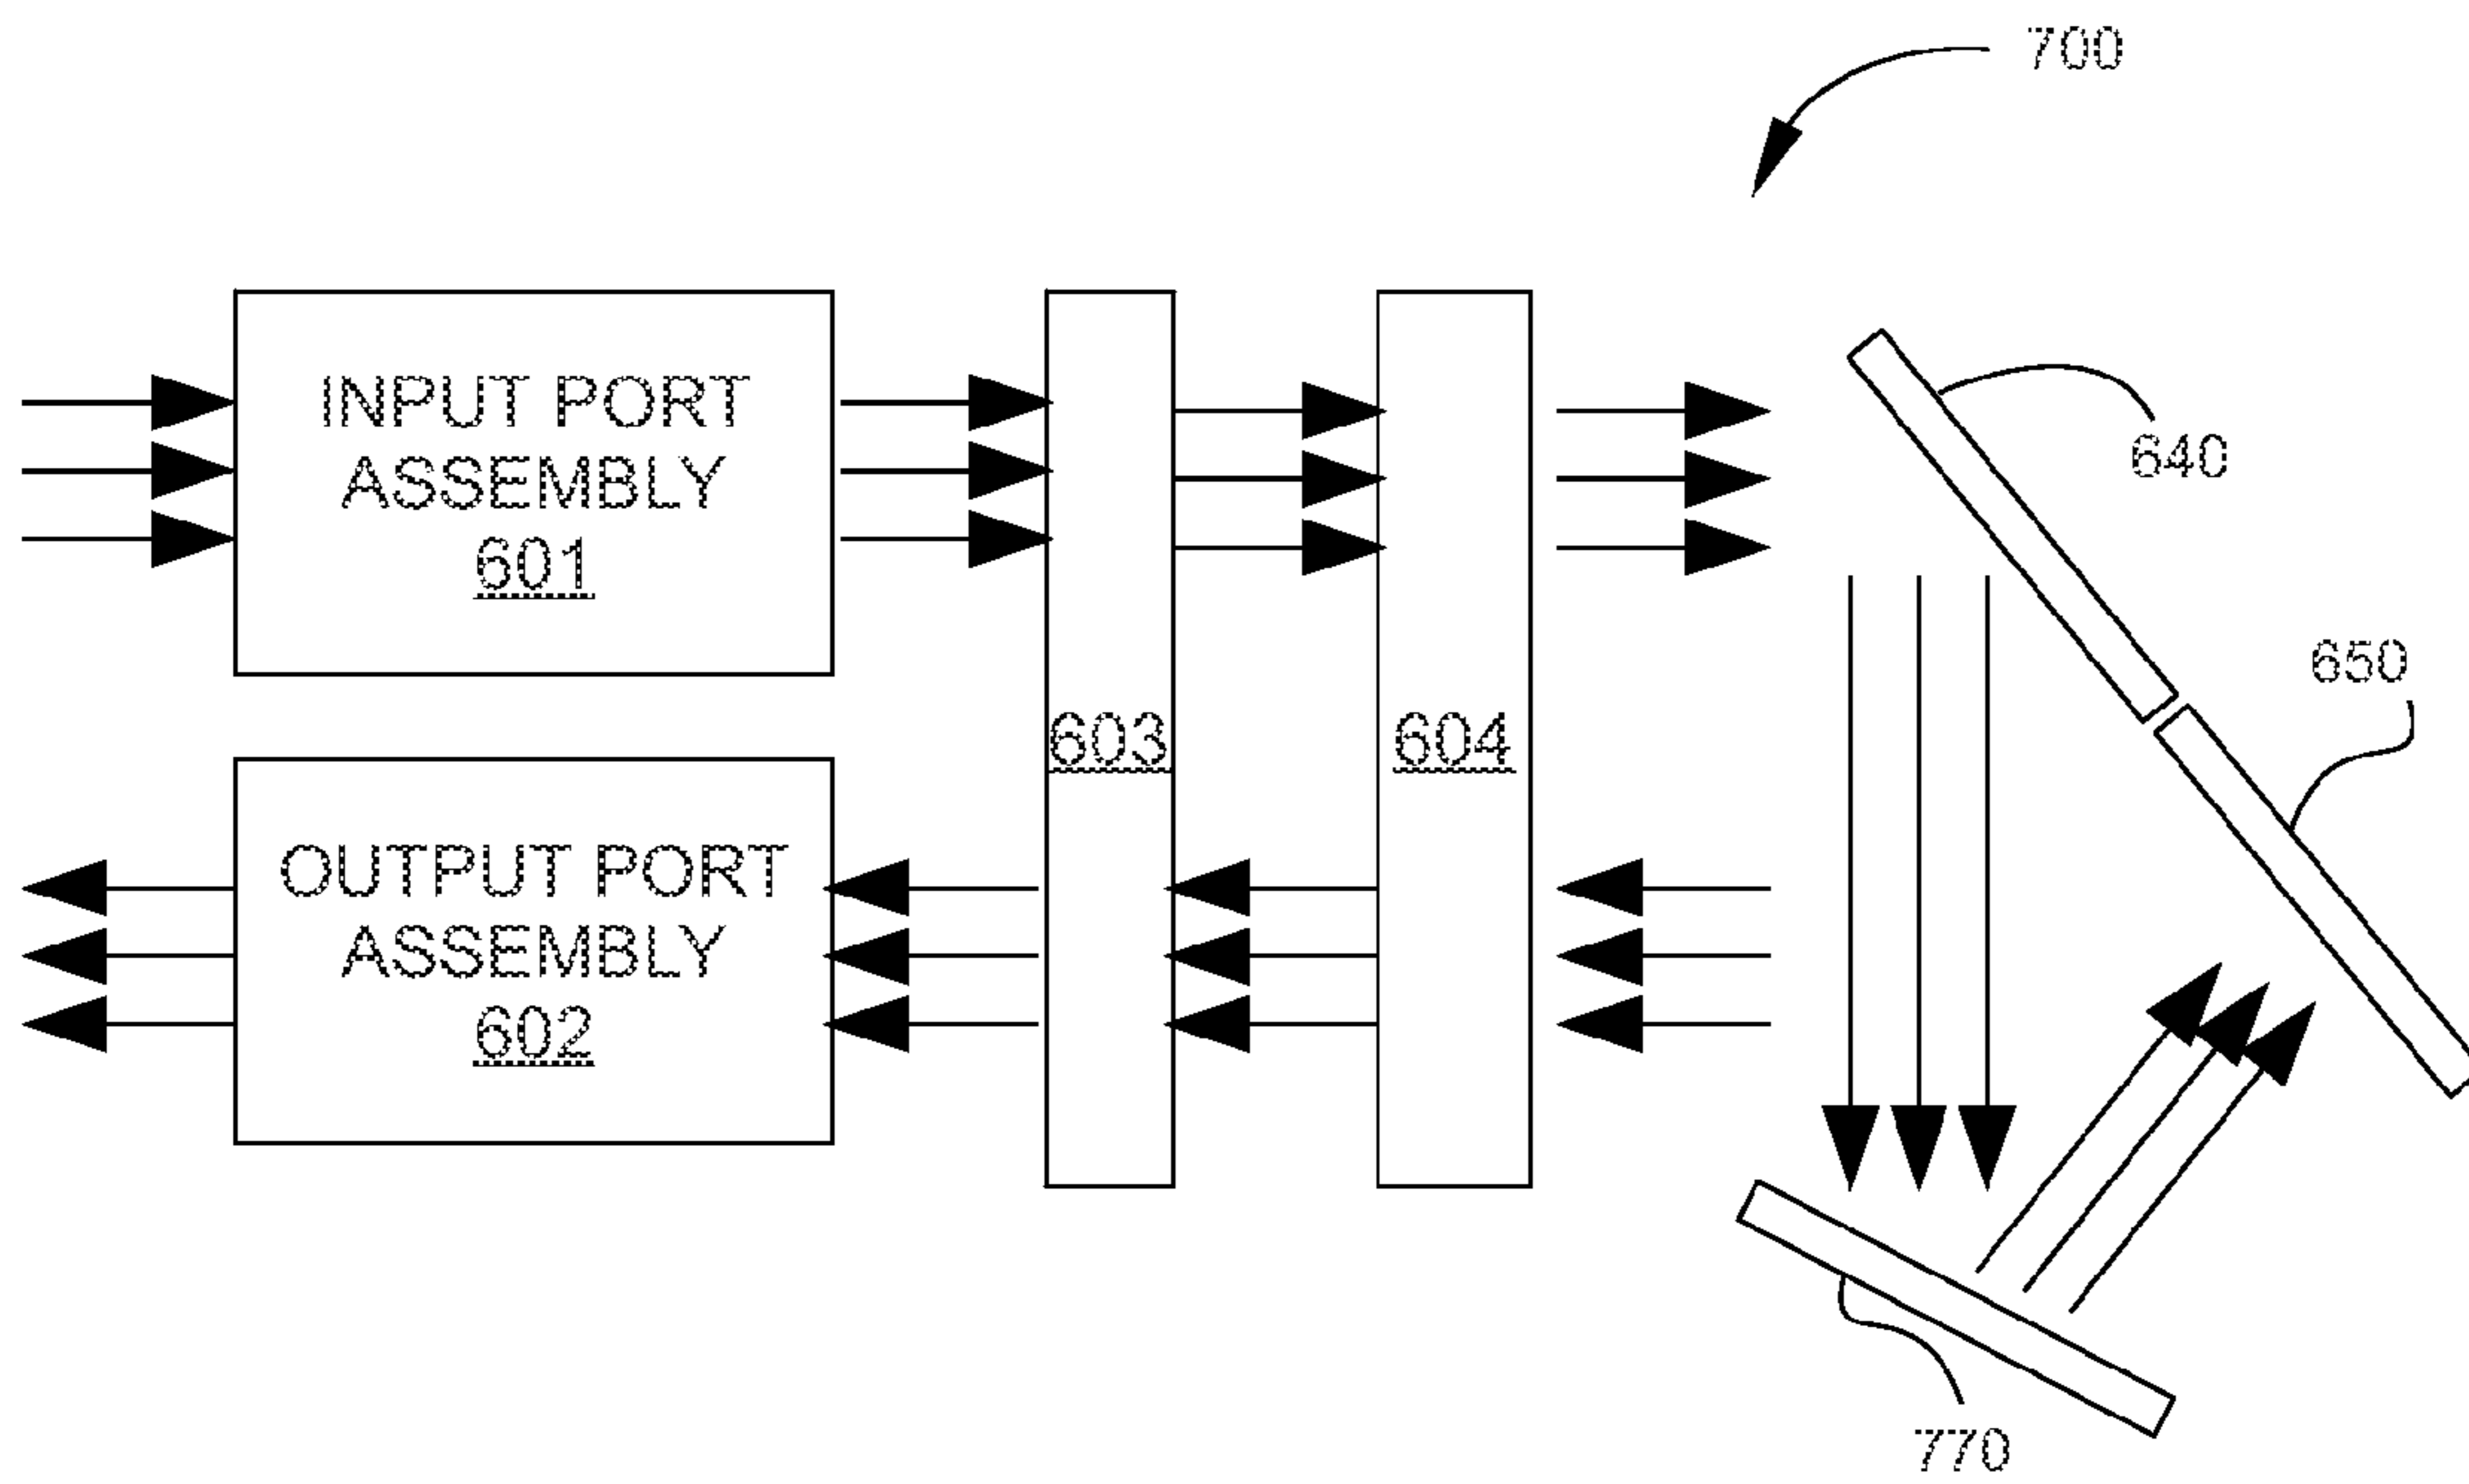 700
INPUT PORT
ASSEMBLY
601
640
650
603
604
OUTPUT PORT
ASSEMBLY
602
770